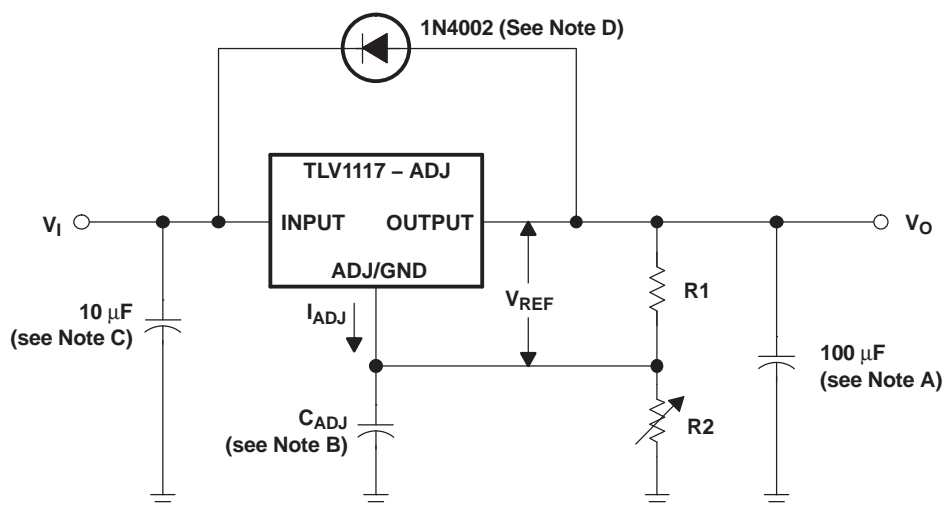 1N4002 (See Note D)
TLV1117 – ADJ
INPUT OUTPUT
ADJ/GND
VI
VO
10 μF
(see Note C)
IADJ
VREF
R1
100 μF
(see Note A)
CADJ
(see Note B)
R2